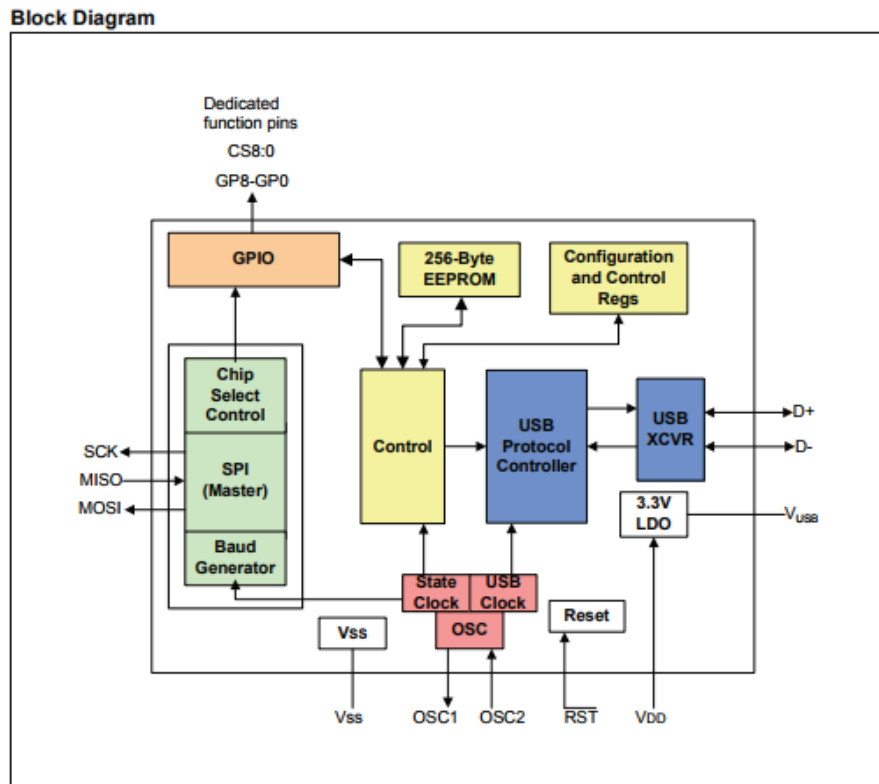 Block Diagram
Dedicated
function pins
CS8:0
GP8-GP0
GPIO
256-Byte
EEPROM
Configuration
and Control
Regs
Chip
Select
Control
SPI
(Master)
Baud
Generator
SCK
MISO
MOSI
Control
USB
Protocol
Controller
USB
XCVR
D+
D-
3.3V
LDO
VUSB
State
Clock
USB
Clock
OSC
Reset
Vss
Vss
OSC1
OSC2
RST
VDD